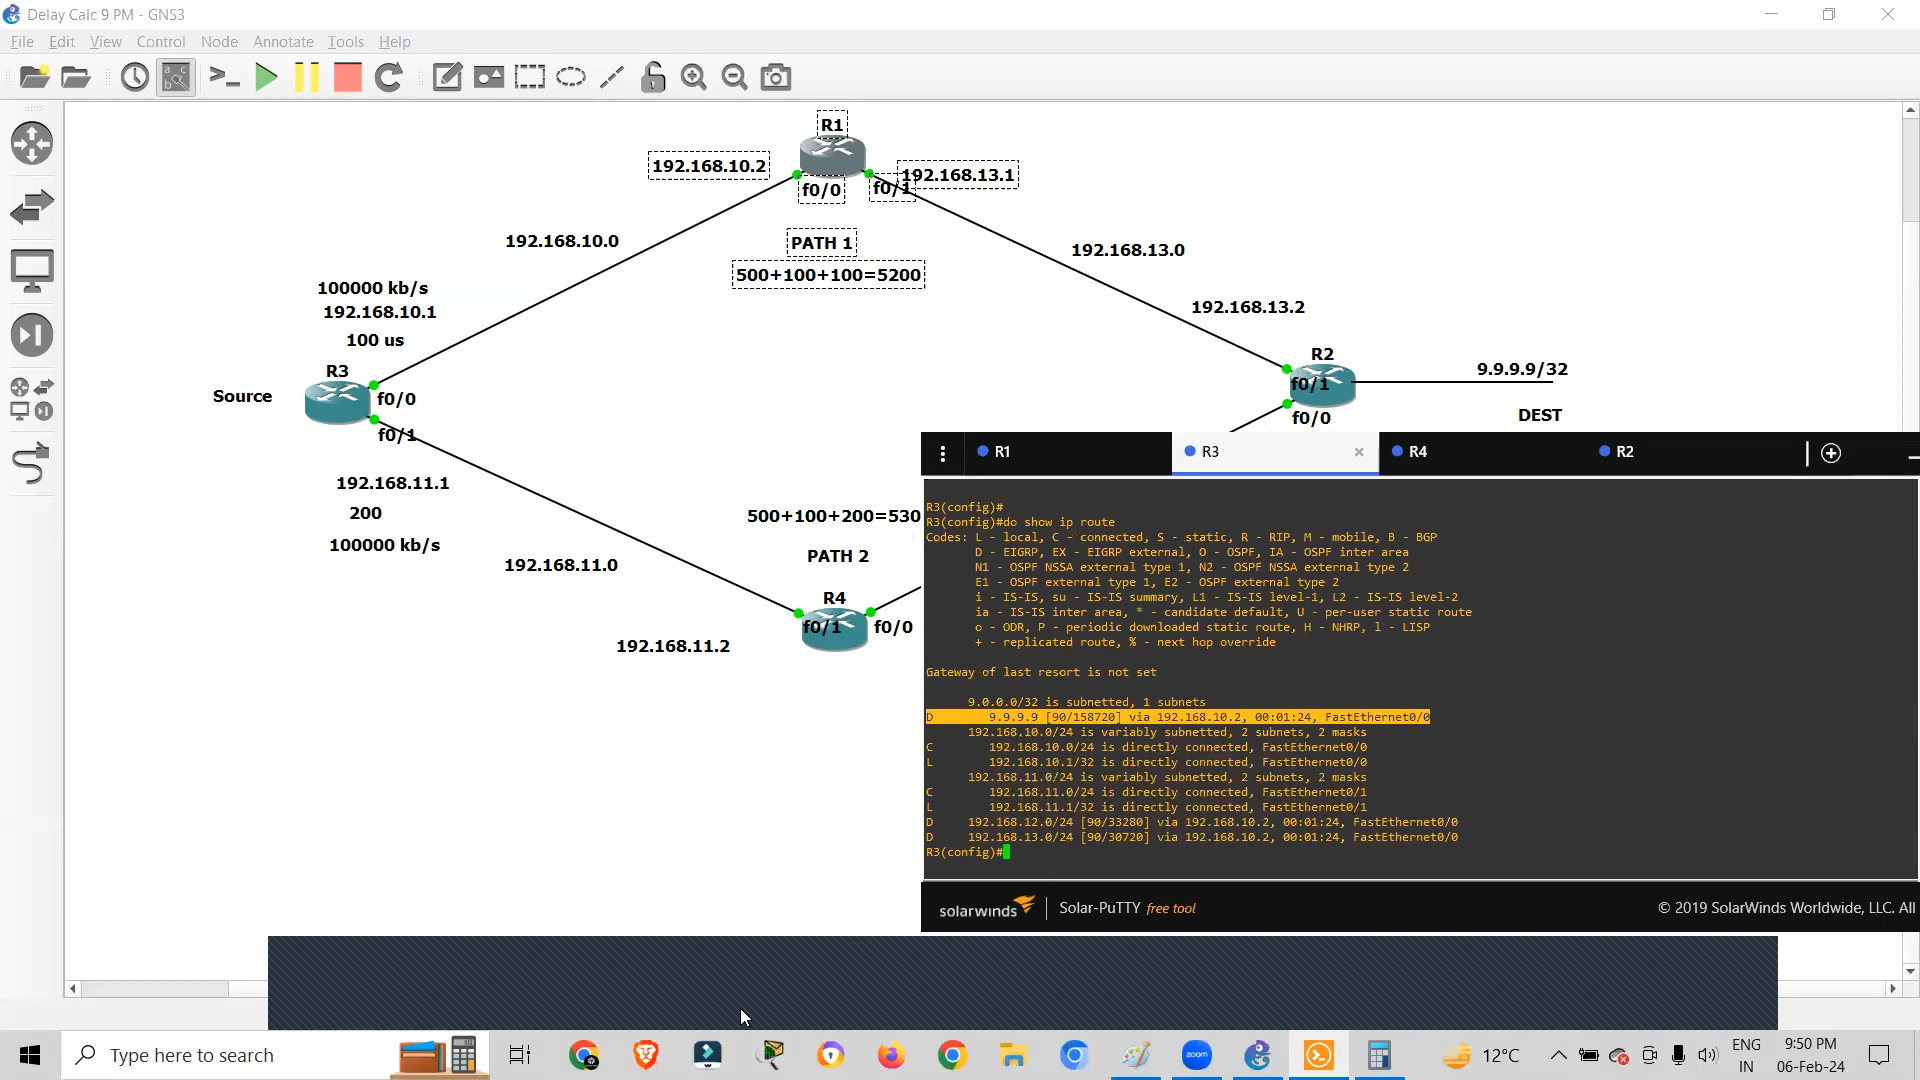 Delay Calc 9 PM - GNS3
File Edit View Control Node Annotate Tools Help
R1
192.168.10.2
192.168.13.1
f0/0
f0/1
192.168.10.0
PATH 1
192.168.13.0
500+100+100=5200
100000 kb/s
192.168.10.1
192.168.13.2
100 us
R3
R2
9.9.9.9/32
Source
f0/0
f0/1
DEST
f0/0
f0/1
192.168.11.1
200
500+100+200=530
100000 kb/s
PATH 2
192.168.11.0
R4
f0/1
f0/0
192.168.11.2
R1 R3 × R4 R2
R3(config)#
R3(config)#do show ip route
Codes: L - local, C - connected, S - static, R - RIP, M - mobile, B - BGP
D - EIGRP, EX - EIGRP external, O - OSPF, IA - OSPF inter area
N1 - OSPF NSSA external type 1, N2 - OSPF NSSA external type 2
E1 - OSPF external type 1, E2 - OSPF external type 2
i - IS-IS, su - IS-IS summary, L1 - IS-IS level-1, L2 - IS-IS level-2
ia - IS-IS inter area, * - candidate default, U - per-user static route
o - ODR, P - periodic downloaded static route, H - NHRP, l - LISP
+ - replicated route, % - next hop override
Gateway of last resort is not set
9.0.0.0/32 is subnetted, 1 subnets
D 9.9.9.9 [90/158720] via 192.168.10.2, 00:01:24, FastEthernet0/0
192.168.10.0/24 is variably subnetted, 2 subnets, 2 masks
C 192.168.10.0/24 is directly connected, FastEthernet0/0
L 192.168.10.1/32 is directly connected, FastEthernet0/0
192.168.11.0/24 is variably subnetted, 2 subnets, 2 masks
C 192.168.11.0/24 is directly connected, FastEthernet0/1
L 192.168.11.1/32 is directly connected, FastEthernet0/1
D 192.168.12.0/24 [90/33280] via 192.168.10.2, 00:01:24, FastEthernet0/0
D 192.168.13.0/24 [90/30720] via 192.168.10.2, 00:01:24, FastEthernet0/0
R3(config)#
solarwinds Solar-PuTTY free tool © 2019 SolarWinds Worldwide, LLC. All
Type here to search
zoom
12°C
ENG
IN
9:50 PM
06-Feb-24